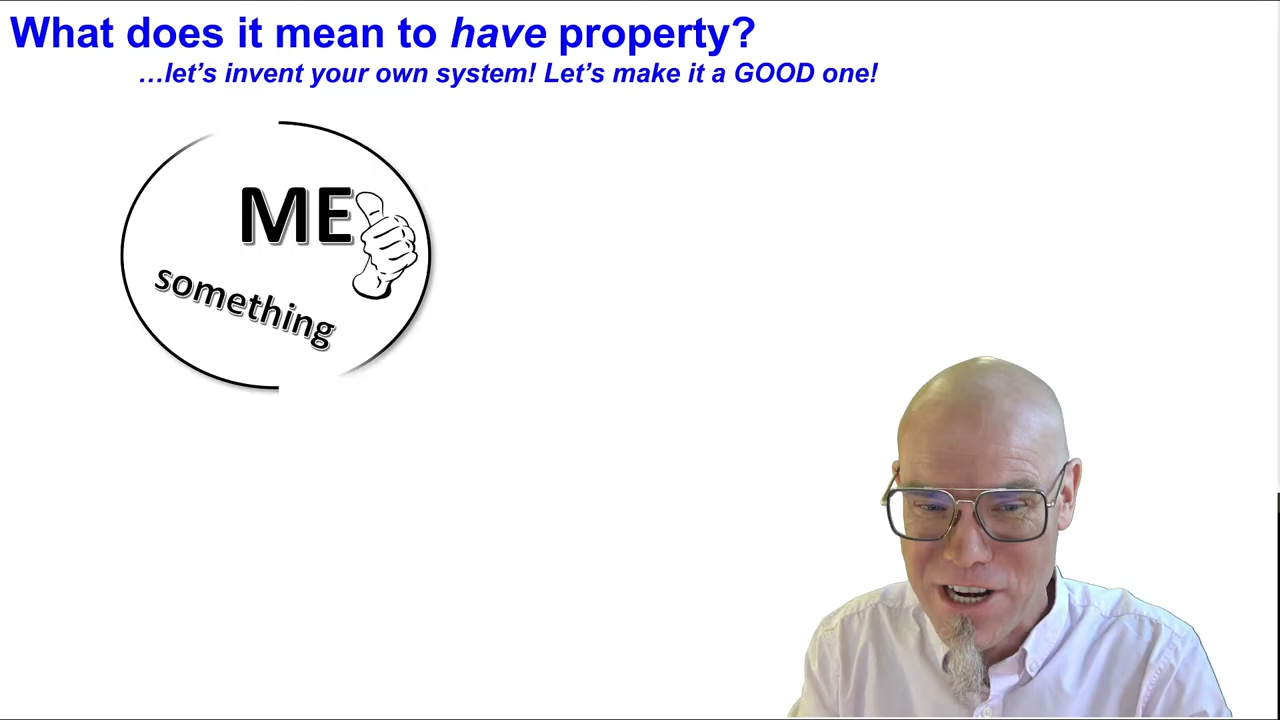 What does it mean to have property?
…let’s invent your own system! Let’s make it a GOOD one!
ME
something